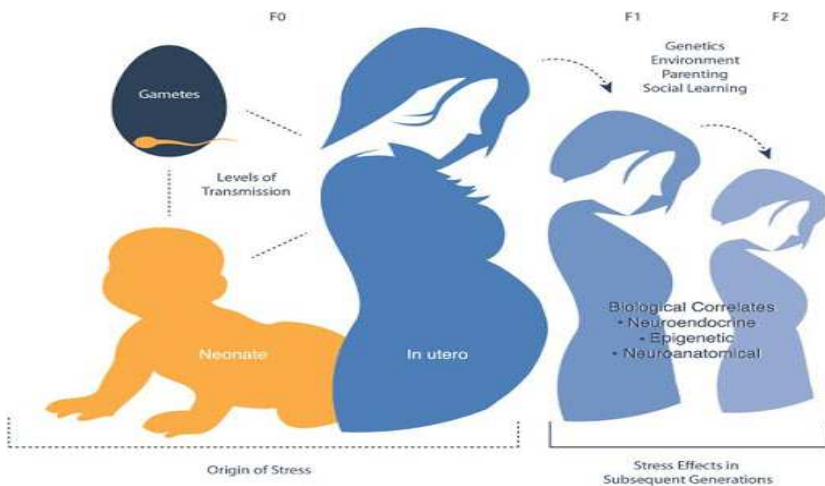 F0
F1
F2
Gametes
Genetics
Environment
Parenting
Social Learning
Levels of
Transmission
Neonate
In utero
Biological Correlates
• Neuroendocrine
• Epigenetic
• Neuroanatomical
Origin of Stress
Stress Effects in
Subsequent Generations